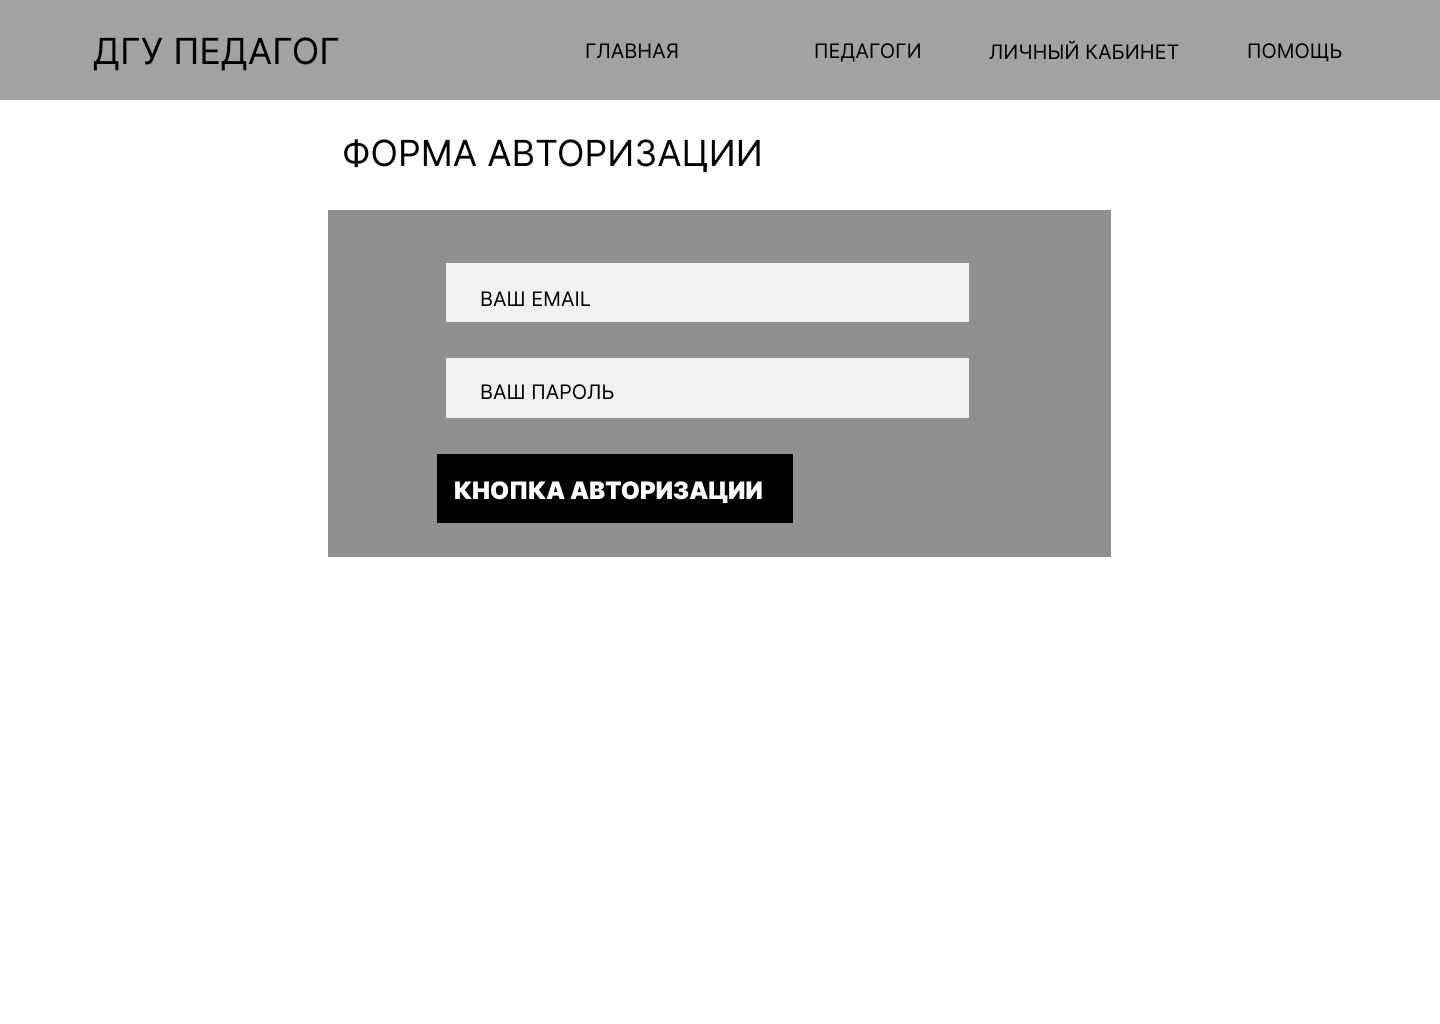 ДГУ ПЕДАГОГ
ГЛАВНАЯ
ПЕДАГОГИ
ЛИЧНЫЙ КАБИНЕТ
ПОМОЩЬ
ФОРМА АВТОРИЗАЦИИ
ВАШ EMAIL
ВАШ ПАРОЛЬ
КНОПКА АВТОРИЗАЦИИ